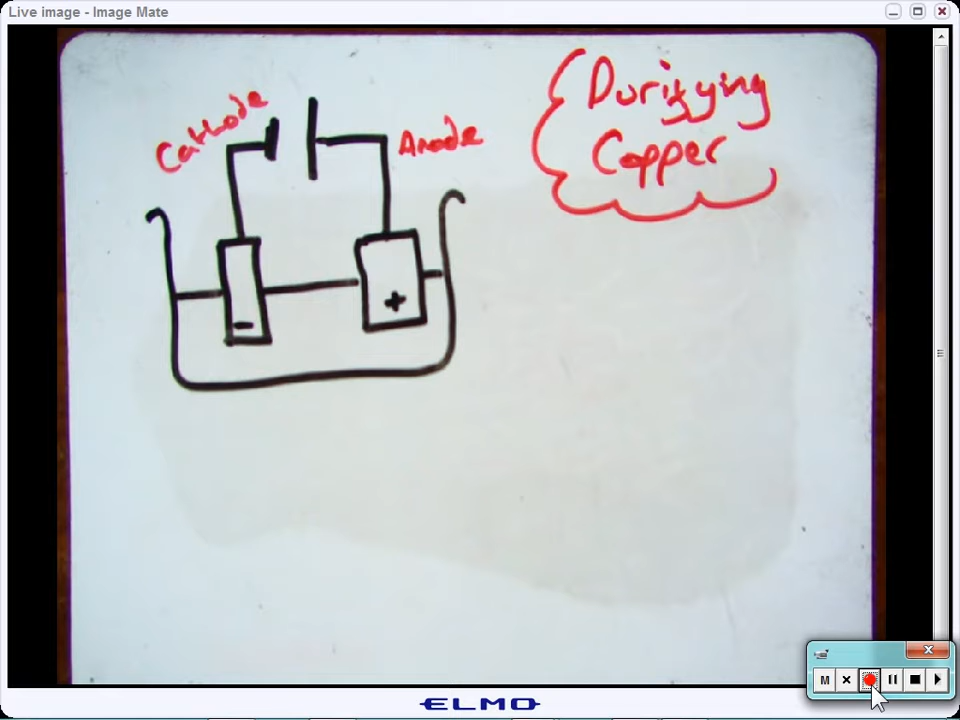 Live image - Image Mate
Purifying
Copper
Cathode
Anode
-
+
M
ELMO